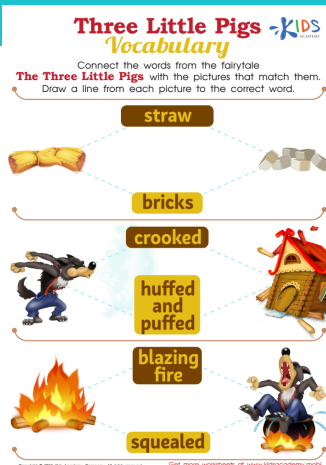 Three Little Pigs
KIDS
ACADEMY
Vocabulary
Connect the words from the fairytale
The Three Little Pigs with the pictures that match them.
Draw a line from each picture to the correct word.
straw
bricks
crooked
huffed
and
puffed
blazing
fire
squealed
Get more worksheets at www.kidsacademy.mobi